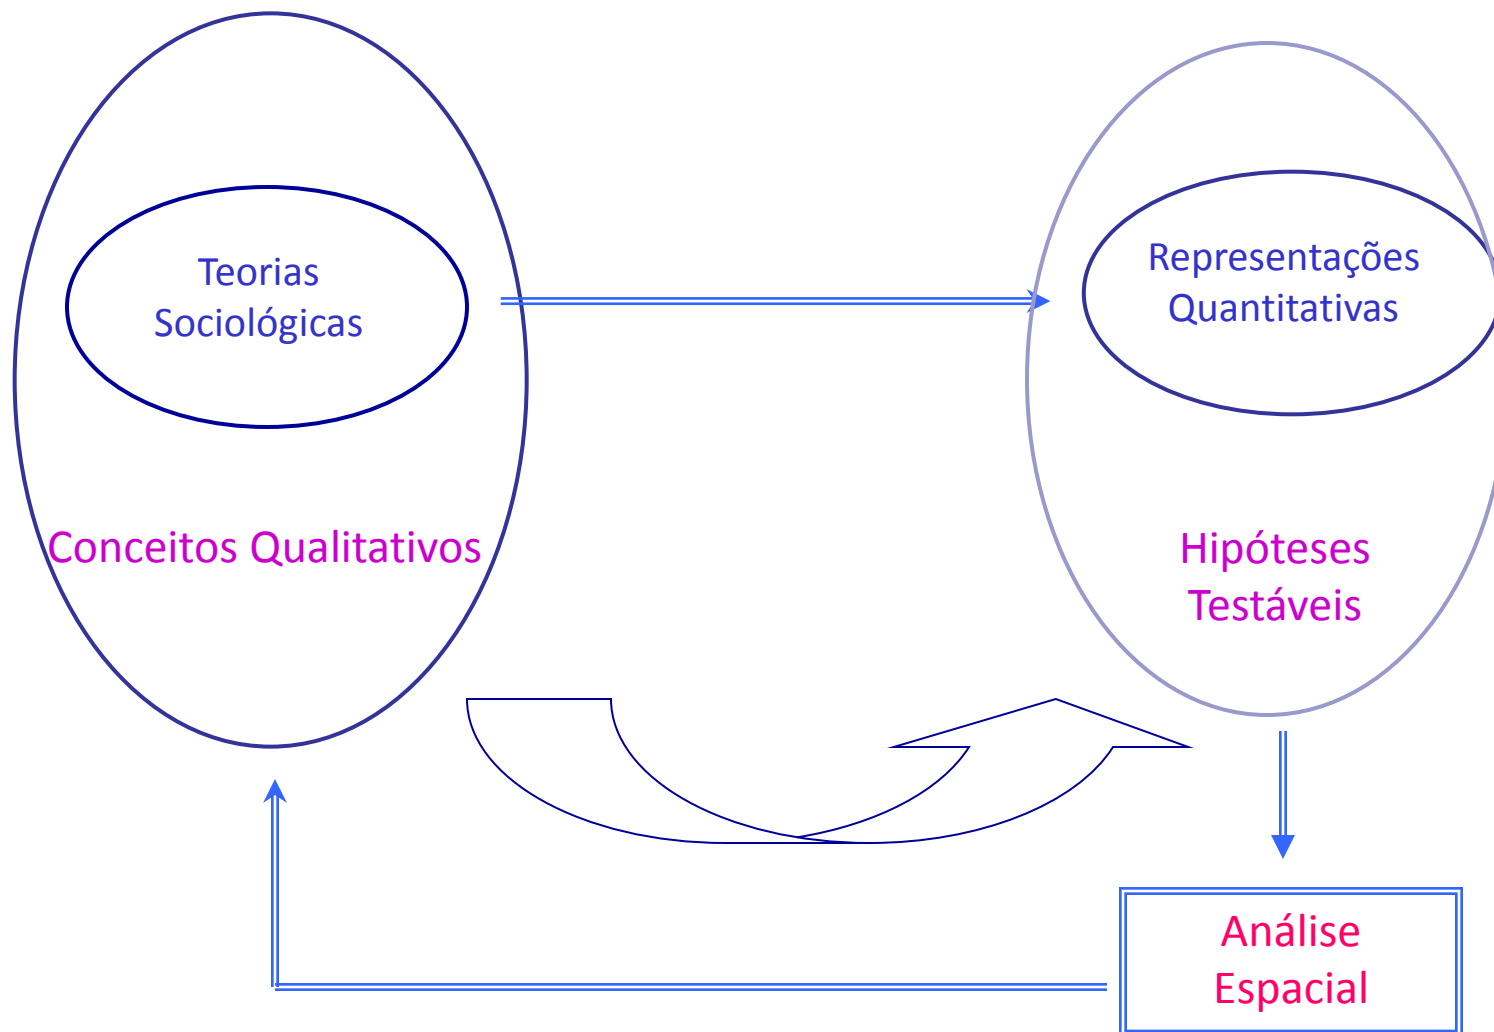 Teorias
Sociológicas
Conceitos Qualitativos
Representações
Quantitativas
Hipóteses
Testáveis
Análise
Espacial